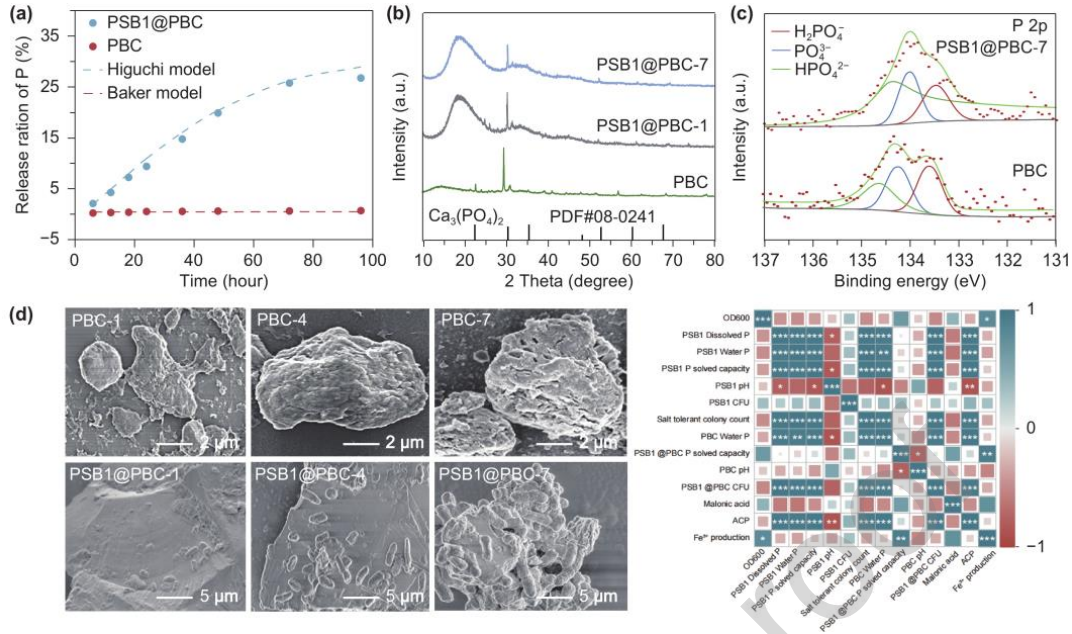 (a)
35
25
15
5
−5
0
20
40
60
80
100
Release ration of P (%)
Time (hour)
PSB1@PBC
PBC
Higuchi model
Baker model
(b)
Intensity (a.u.)
PSB1@PBC-7
PSB1@PBC-1
PBC
Ca₃(PO₄)₂ PDF#08-0241
10 20 30 40 50 60 70 80
2 Theta (degree)
(c)
Intensity (a.u.)
H₂PO₄⁻
PO₄³⁻
HPO₄²⁻
P 2p
PSB1@PBC-7
PBC
137 136 135 134 133 132 131
Binding energy (eV)
(d)
PBC-1
2 μm
PBC-4
2 μm
PBC-7
2 μm
PSB1@PBC-1
5 μm
PSB1@PBC-4
5 μm
PSB1@PBC-7
5 μm
OD600
PSB1 Dissolved P
PSB1 Water P
PSB1 P solved capacity
PSB1 pH
PSB1 CFU
Salt tolerant colony count
PBC Water P
PSB1 @PBC P solved capacity
PBC pH
PSB1 @PBC CFU
Malonic acid
ACP
OD600
PSB1 Dissolved P
PSB1 Water P
PSB1 P solved capacity
PSB1 pH
PSB1 CFU
Salt tolerant colony count
PBC Water P
PSB1 @PBC P solved capacity
PBC pH
PSB1 @PBC CFU
Malonic acid
ACP
1
0
−1